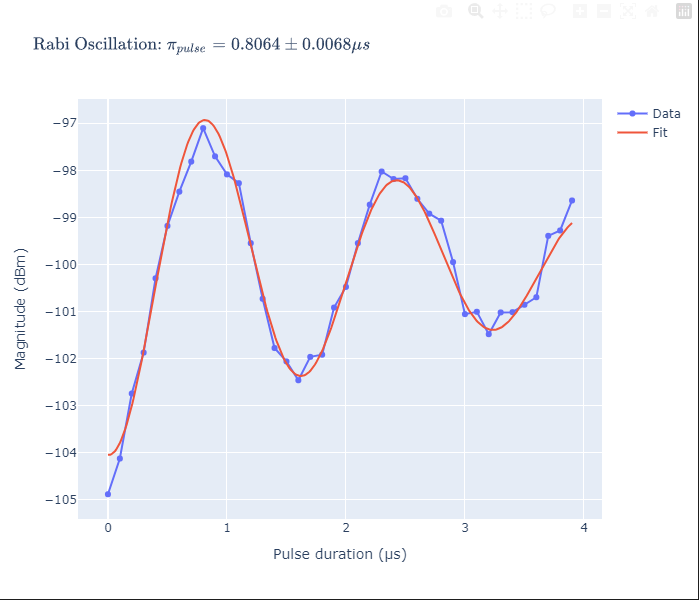 Rabi Oscillation: π_pulse = 0.8064 ± 0.0068μs
Data
Fit
−97
−98
−99
−100
−101
−102
−103
−104
−105
Magnitude (dBm)
0 1 2 3 4
Pulse duration (μs)